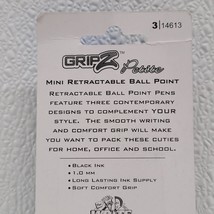 3|14613
GRIPZ™ Petite
MINI RETRACTABLE BALL POINT
RETRACTABLE BALL POINT PENS
FEATURE THREE CONTEMPORARY
DESIGNS TO COMPLEMENT YOUR
STYLE. THE SMOOTH WRITING
AND COMFORT GRIP WILL MAKE
YOU WANT TO PACK THESE CUTIES
FOR HOME, OFFICE AND SCHOOL.
• BLACK INK
• 1.0 MM
• LONG LASTING INK SUPPLY
• SOFT COMFORT GRIP